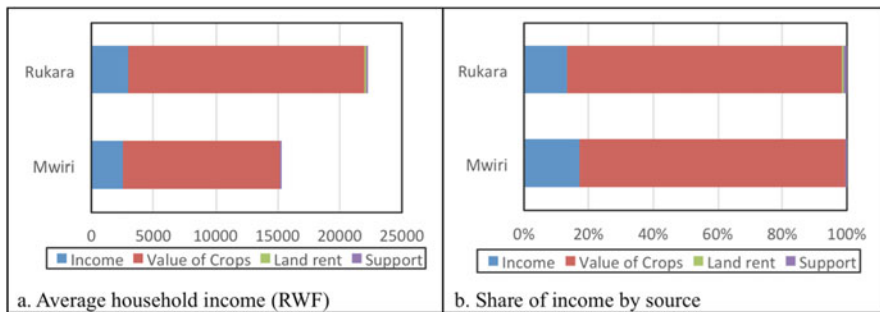 Rukara
Mwiri
0 5000 10000 15000 20000 25000
Income Value of Crops Land rent Support
a. Average household income (RWF)
Rukara
Mwiri
0% 20% 40% 60% 80% 100%
Income Value of Crops Land rent Support
b. Share of income by source